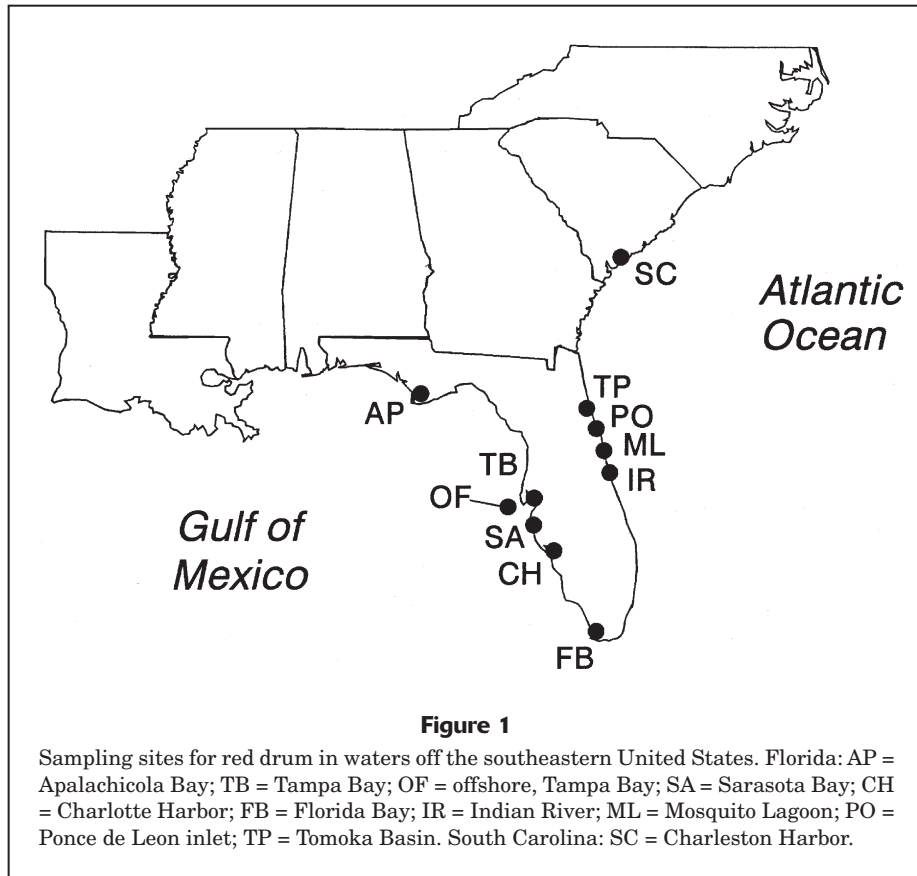 SC
Atlantic
Ocean
TP
PO
AP
ML
TB
IR
OF
Gulf of
Mexico
SA
CH
FB
Figure 1
Sampling sites for red drum in waters off the southeastern United States. Florida: AP =
Apalachicola Bay; TB = Tampa Bay; OF = offshore, Tampa Bay; SA = Sarasota Bay; CH
= Charlotte Harbor; FB = Florida Bay; IR = Indian River; ML = Mosquito Lagoon; PO =
Ponce de Leon inlet; TP = Tomoka Basin. South Carolina: SC = Charleston Harbor.